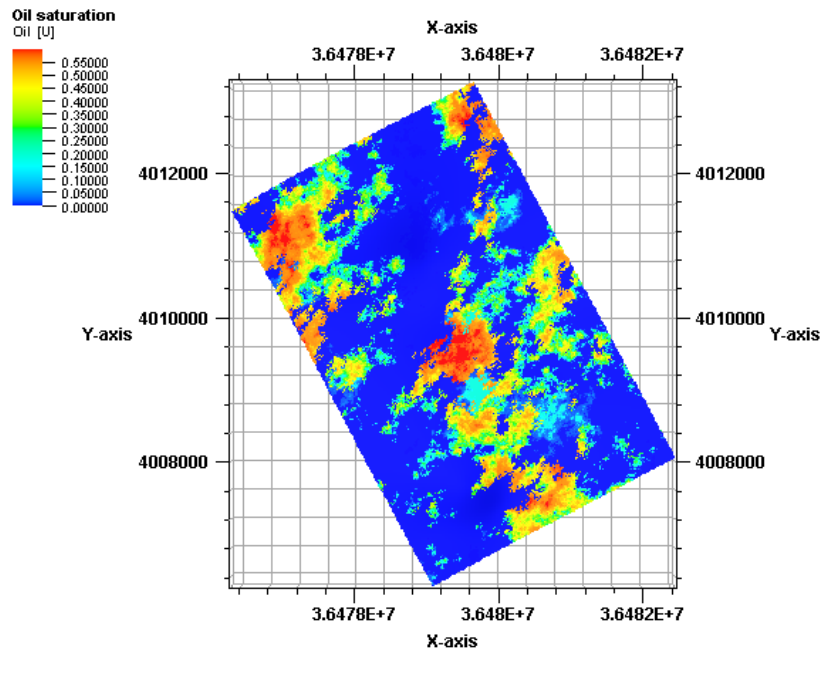 Oil saturation
Oil [U]
0.55000
0.50000
0.45000
0.40000
0.35000
0.30000
0.25000
0.20000
0.15000
0.10000
0.05000
0.00000
X-axis
3.6478E+7 3.648E+7 3.6482E+7
4012000 4012000
4010000 4010000
Y-axis Y-axis
4008000 4008000
3.6478E+7 3.648E+7 3.6482E+7
X-axis